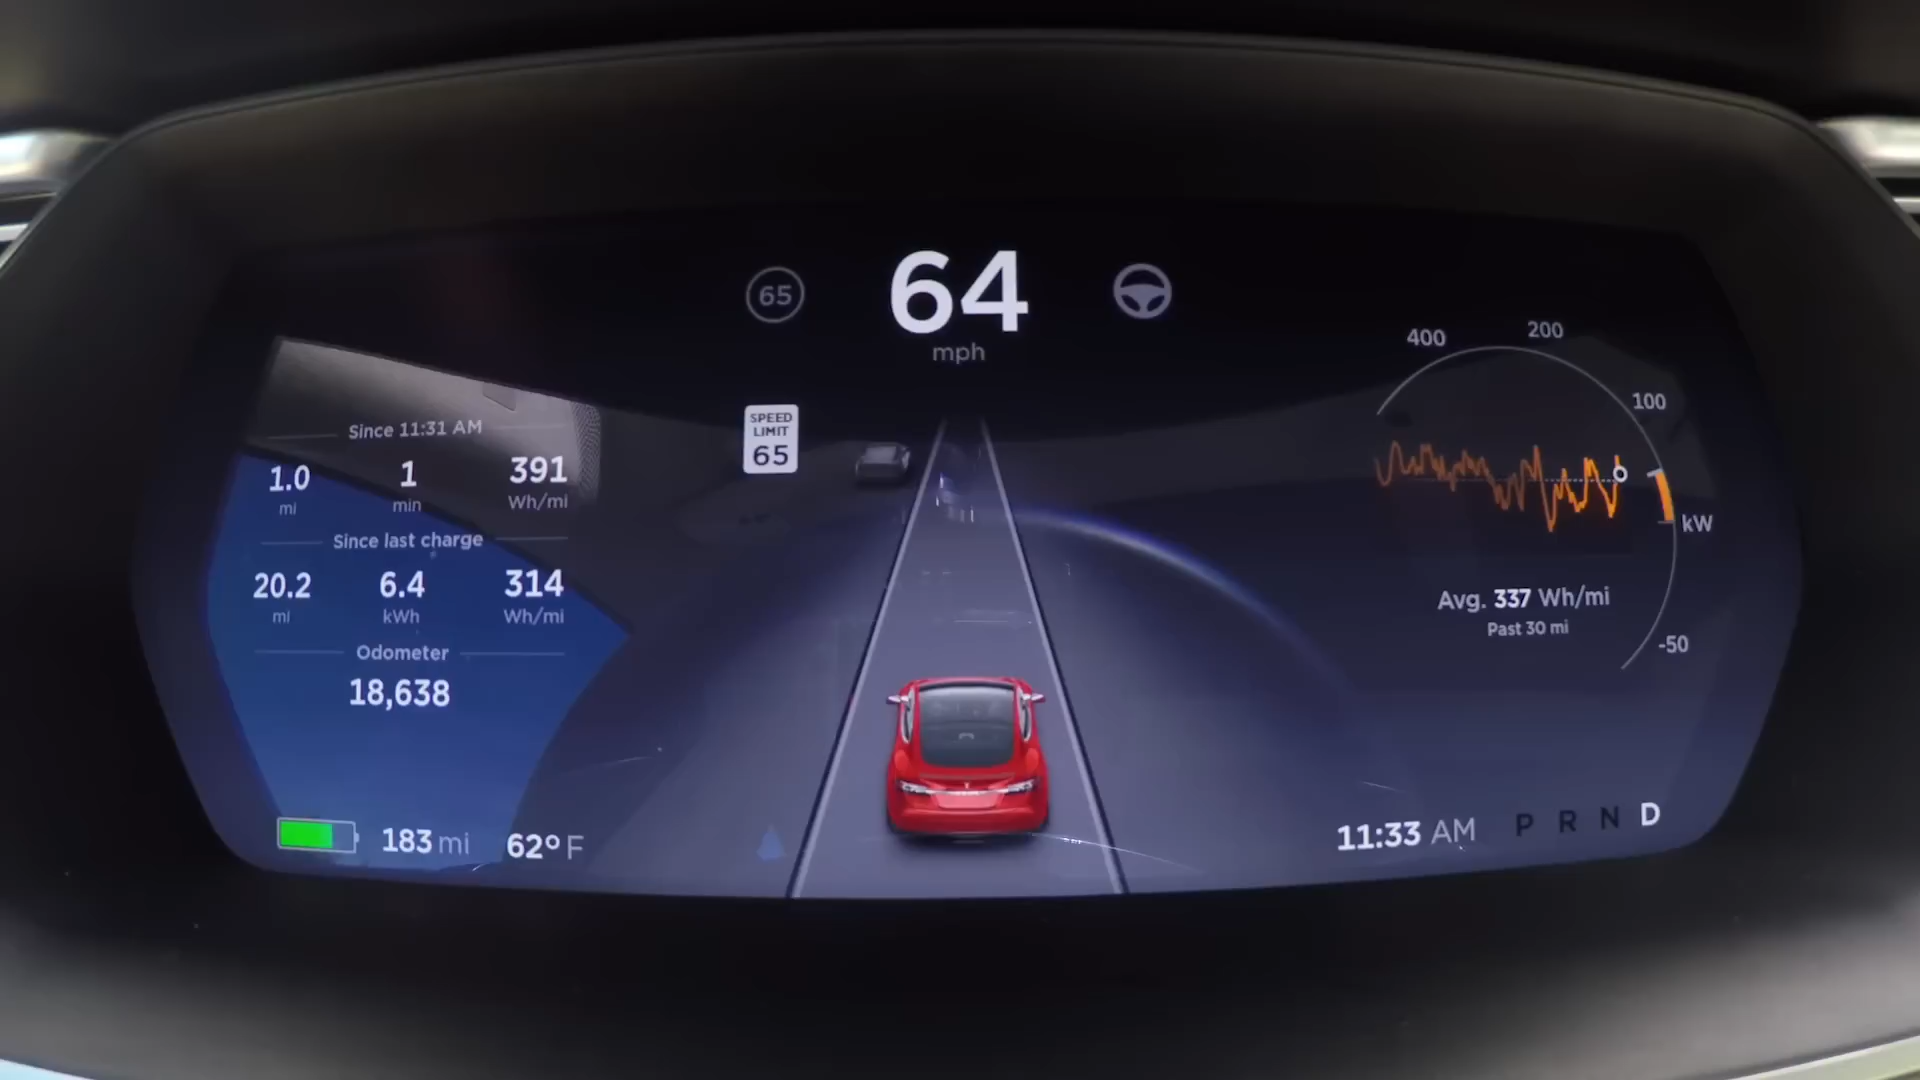 65
64
mph
SPEED
LIMIT
65
Since 11:31 AM
1.0 1 391
mi min Wh/mi
Since last charge
20.2 6.4 314
mi kWh Wh/mi
Odometer
18,638
183 mi 62° F
400 200
100
kW
-50
Avg. 337 Wh/mi
Past 30 mi
11:33 AM P R N D